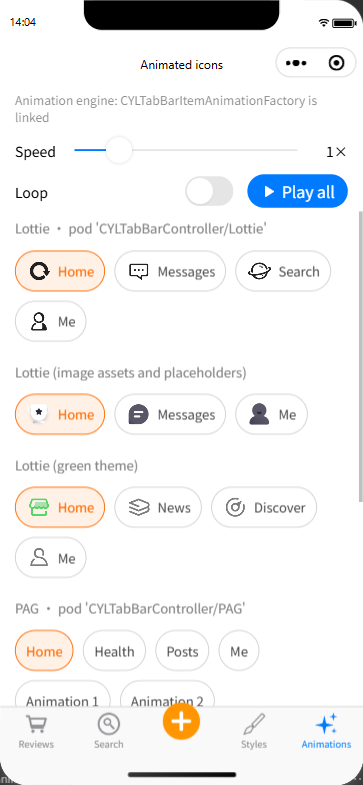 14:04
Animated icons
Animation engine: CYLTabBarItemAnimationFactory is
linked
Speed 1×
Loop Play all
Lottie · pod 'CYLTabBarController/Lottie'
Home Messages Search
Me
Lottie (image assets and placeholders)
Home Messages Me
Lottie (green theme)
Home News Discover
Me
PAG · pod 'CYLTabBarController/PAG'
Home Health Posts Me
Animation 1 Animation 2
Reviews Search Styles Animations